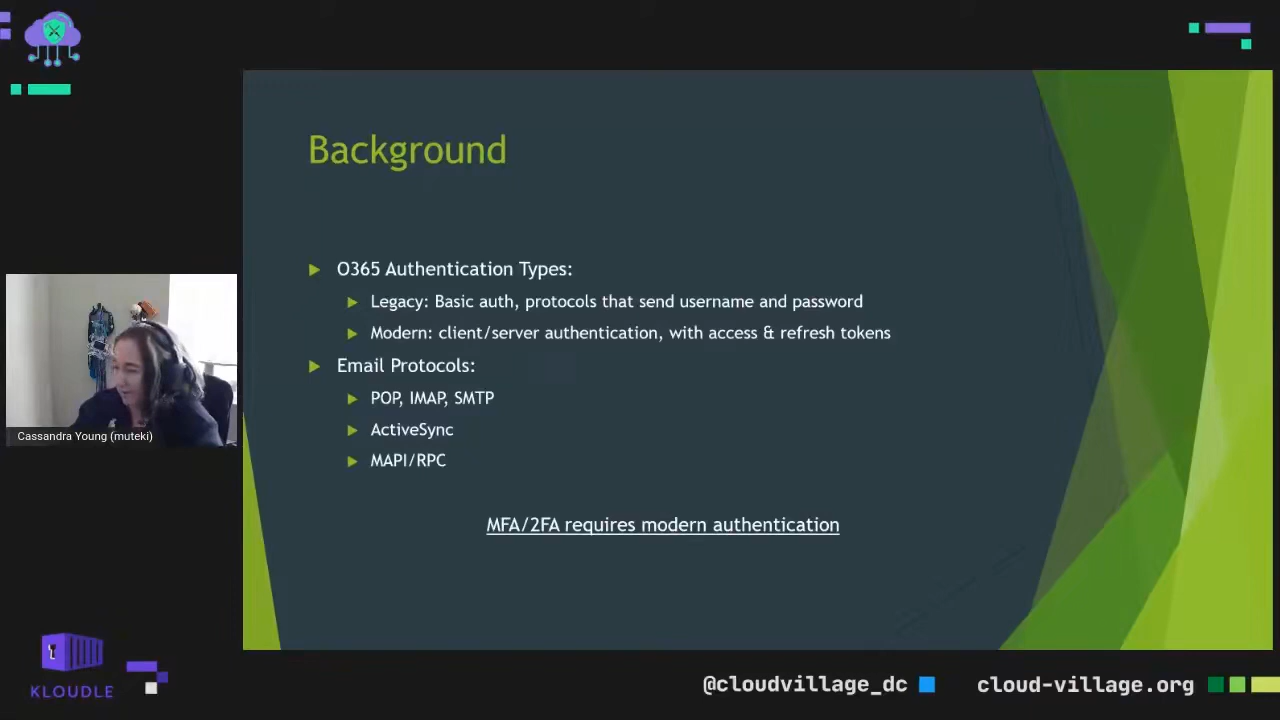 Background
O365 Authentication Types:
Legacy: Basic auth, protocols that send username and password
Modern: client/server authentication, with access & refresh tokens
Email Protocols:
POP, IMAP, SMTP
ActiveSync
MAPI/RPC
MFA/2FA requires modern authentication
Cassandra Young (muteki)
KLOUDLE
@cloudvillage_dc
cloud-village.org